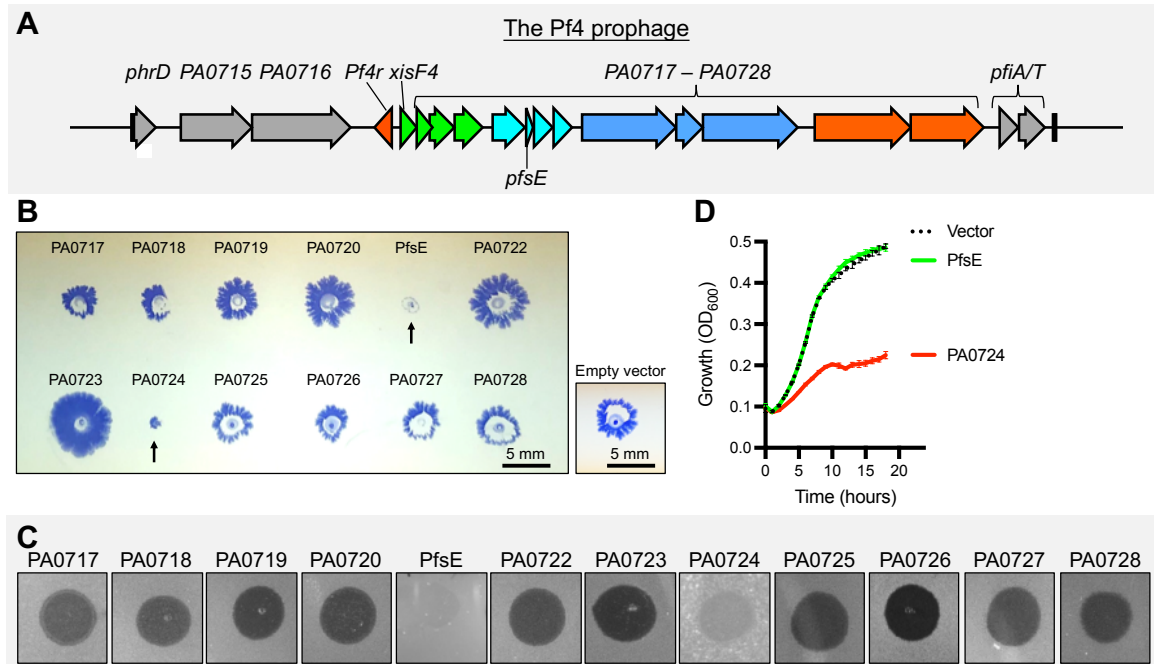 A
The Pf4 prophage
phrD PA0715 PA0716 Pf4r xisF4 PA0717 – PA0728 pfiA/T
pfsE
B
PA0717 PA0718 PA0719 PA0720 PfsE PA0722
PA0723 PA0724 PA0725 PA0726 PA0727 PA0728
5 mm
Empty vector
5 mm
D
Vector
PfsE
PA0724
Growth (OD600)
0.5
0.4
0.3
0.2
0.1
0.0
0 5 10 15 20
Time (hours)
C
PA0717 PA0718 PA0719 PA0720 PfsE PA0722 PA0723 PA0724 PA0725 PA0726 PA0727 PA0728